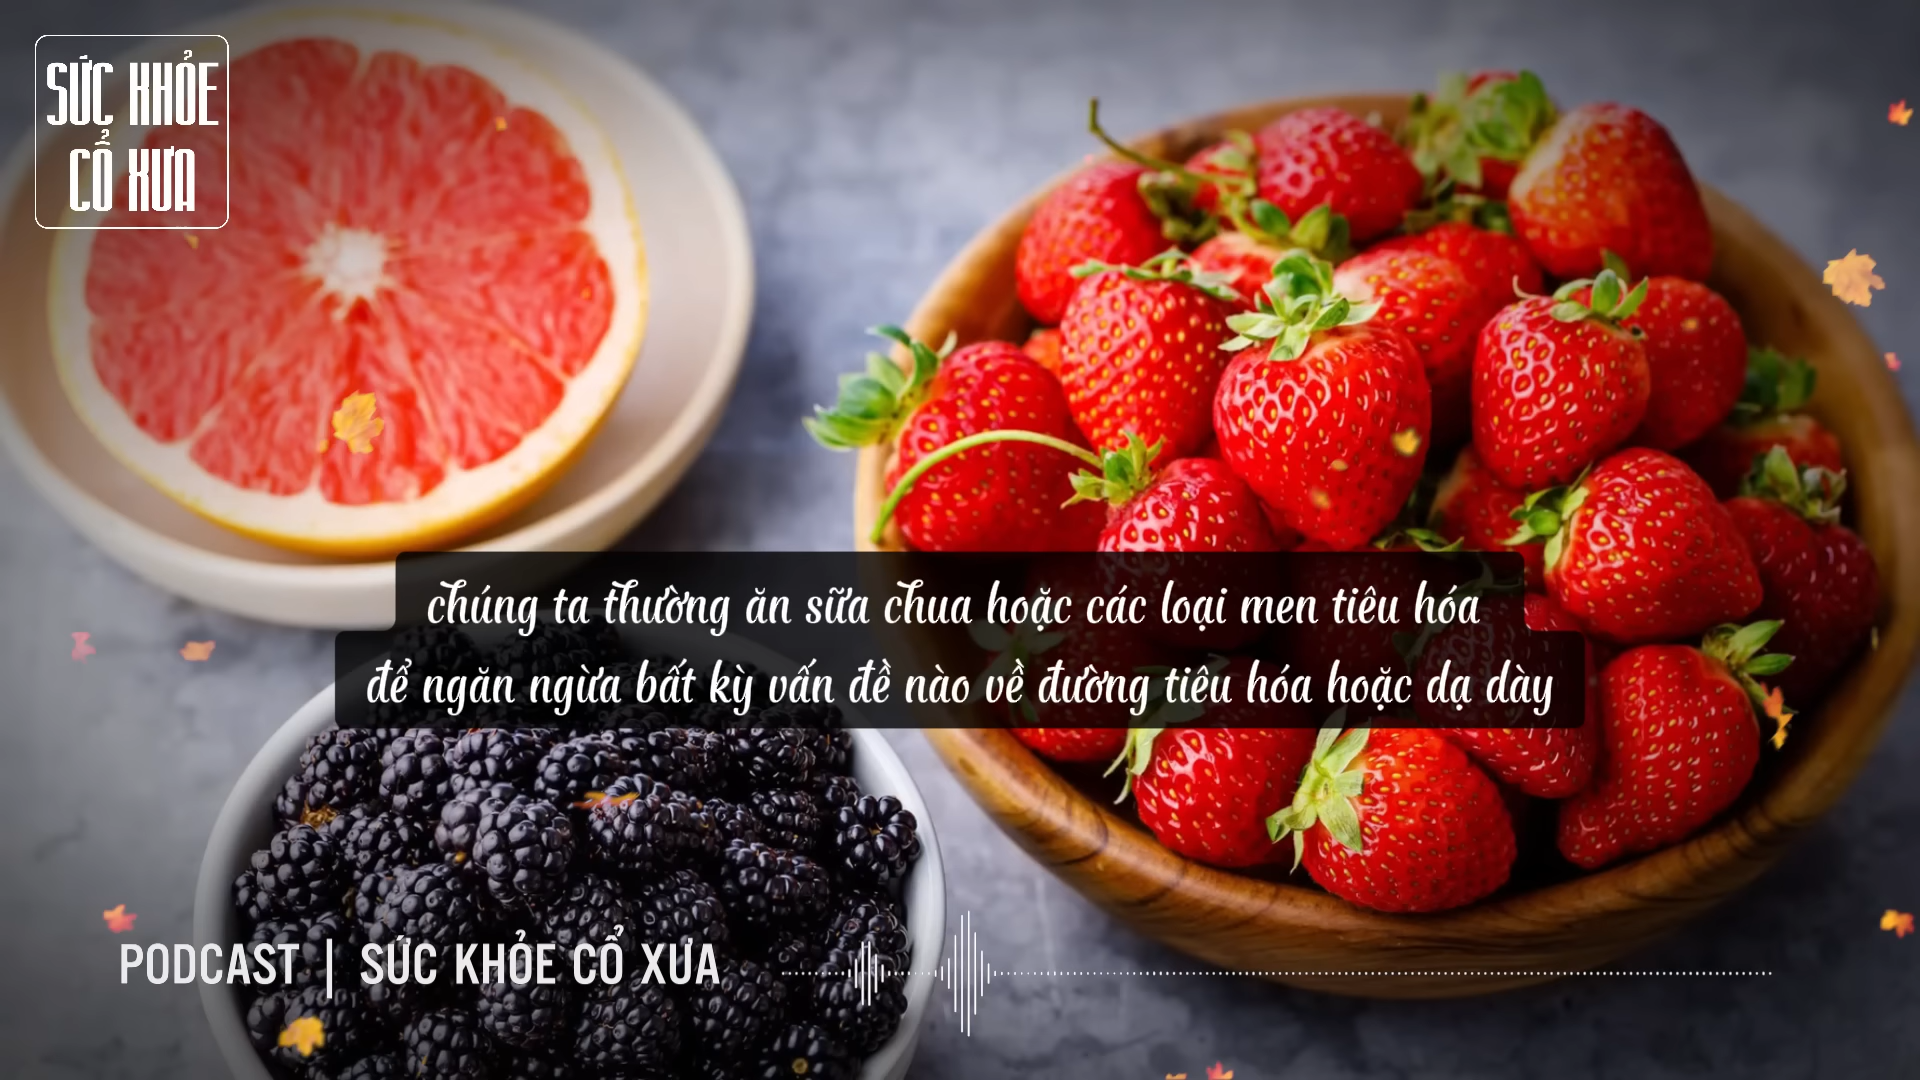 SỨC KHỎE
CỔ XƯA
chúng ta thường ăn sữa chua hoặc các loại men tiêu hóa
để ngăn ngừa bất kỳ vấn đề nào về đường tiêu hóa hoặc dạ dày
PODCAST | SỨC KHỎE CỔ XƯA